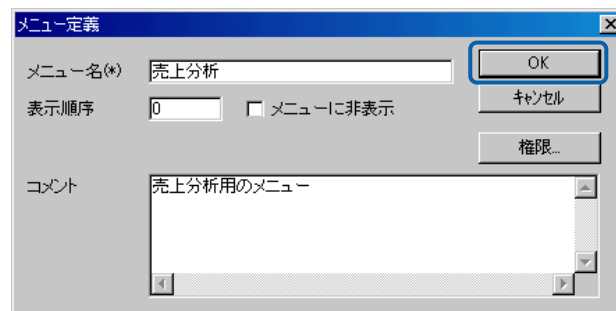 メニュー定義
メニュー名(*) 売上分析 OK
表示順序 0 メニューに非表示 キャンセル
権限...
コメント 売上分析用のメニュー